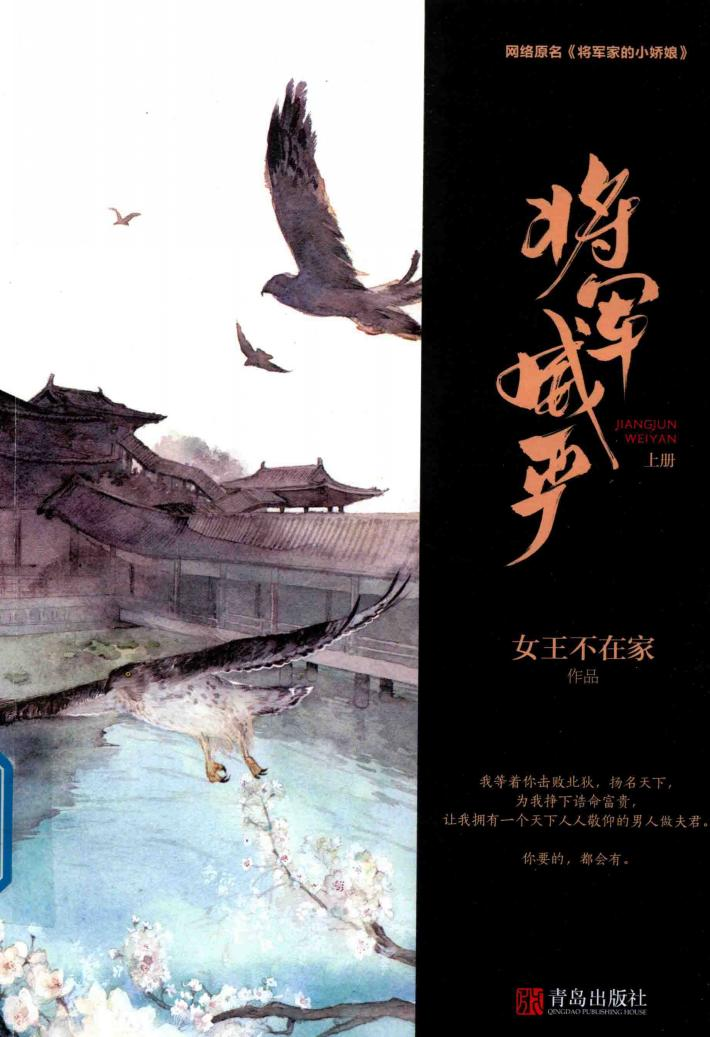 网络原名《将军家的小娇娘》
将军威严
JIANGJUN
WEIYAN
上册
女王不在家
作品
我等着你击败北狄，扬名天下，
为我挣下诰命富贵，
让我拥有一个天下人人敬仰的男人做夫君。
你要的，都会有。
青岛出版社
QINGDAO PUBLISHING HOUSE